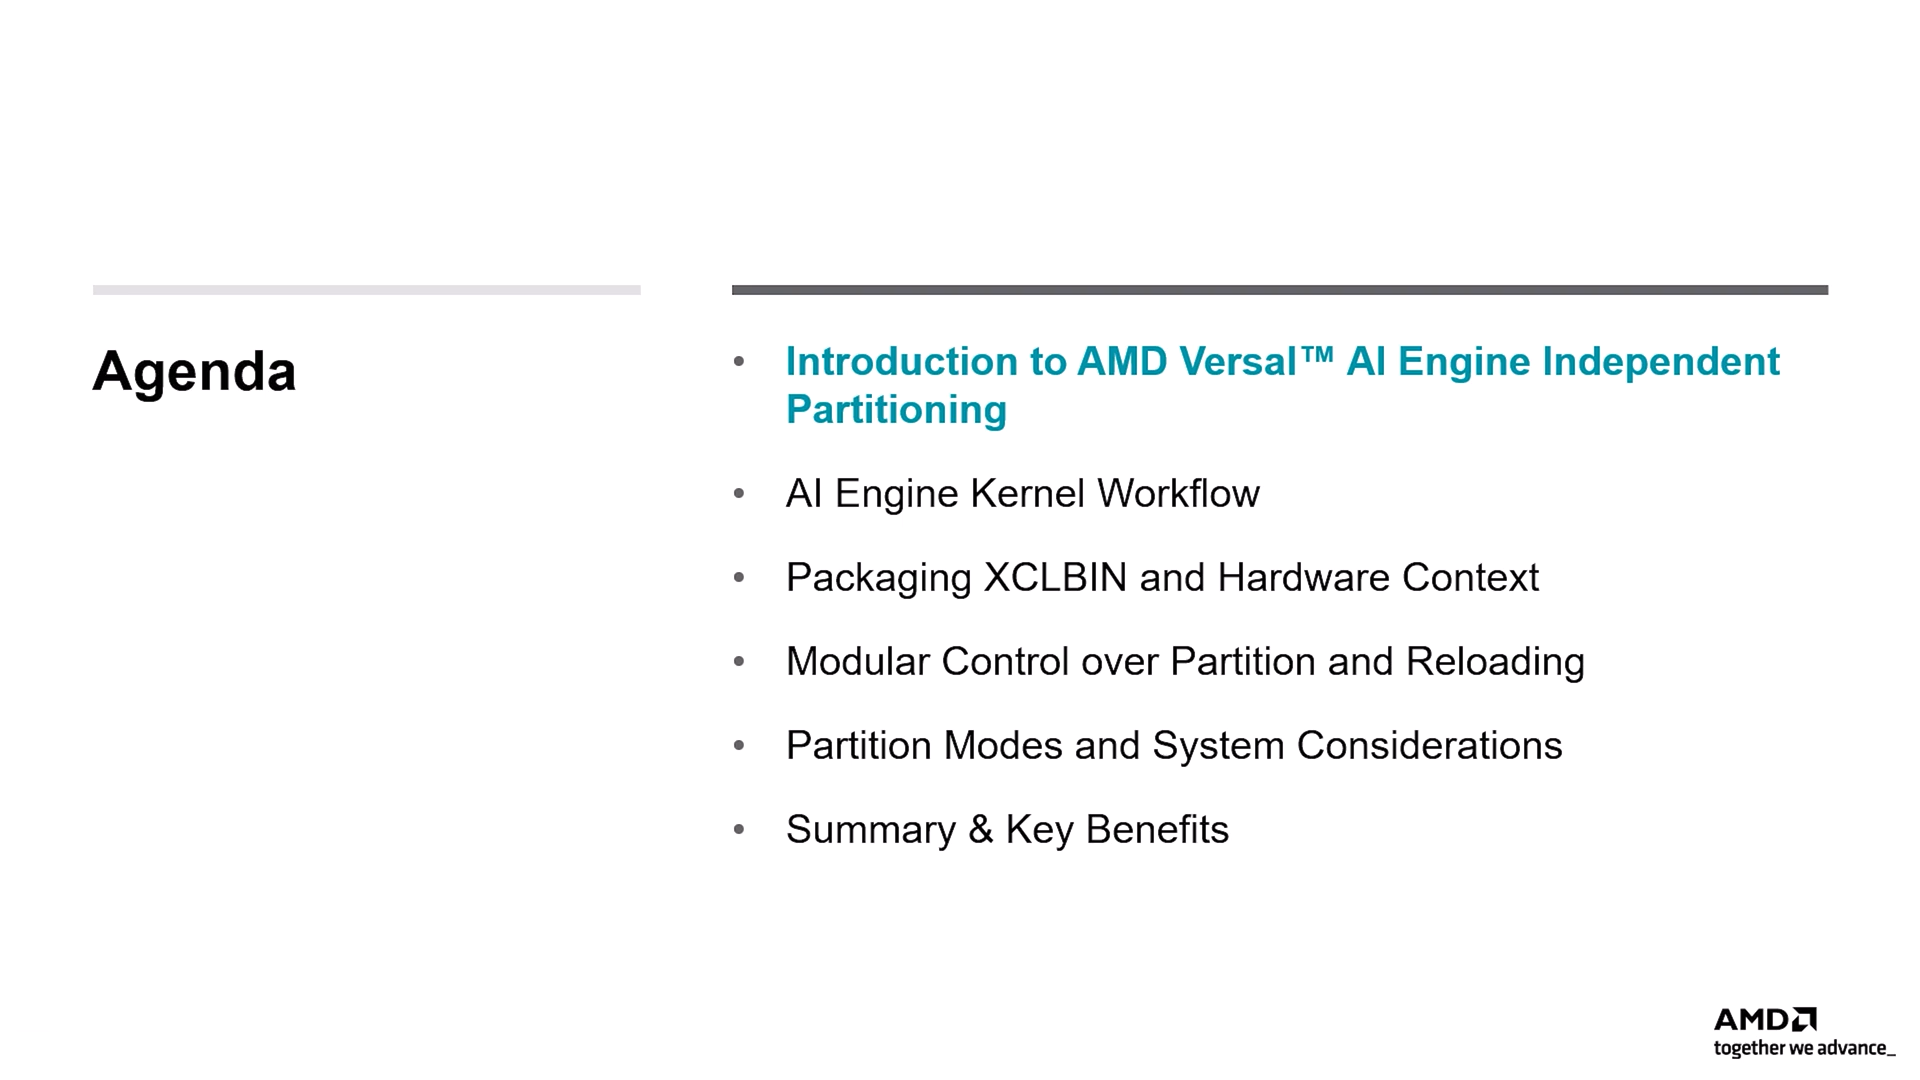 Agenda
• Introduction to AMD Versal™ AI Engine Independent
Partitioning
• AI Engine Kernel Workflow
• Packaging XCLBIN and Hardware Context
• Modular Control over Partition and Reloading
• Partition Modes and System Considerations
• Summary & Key Benefits
AMD
together we advance_